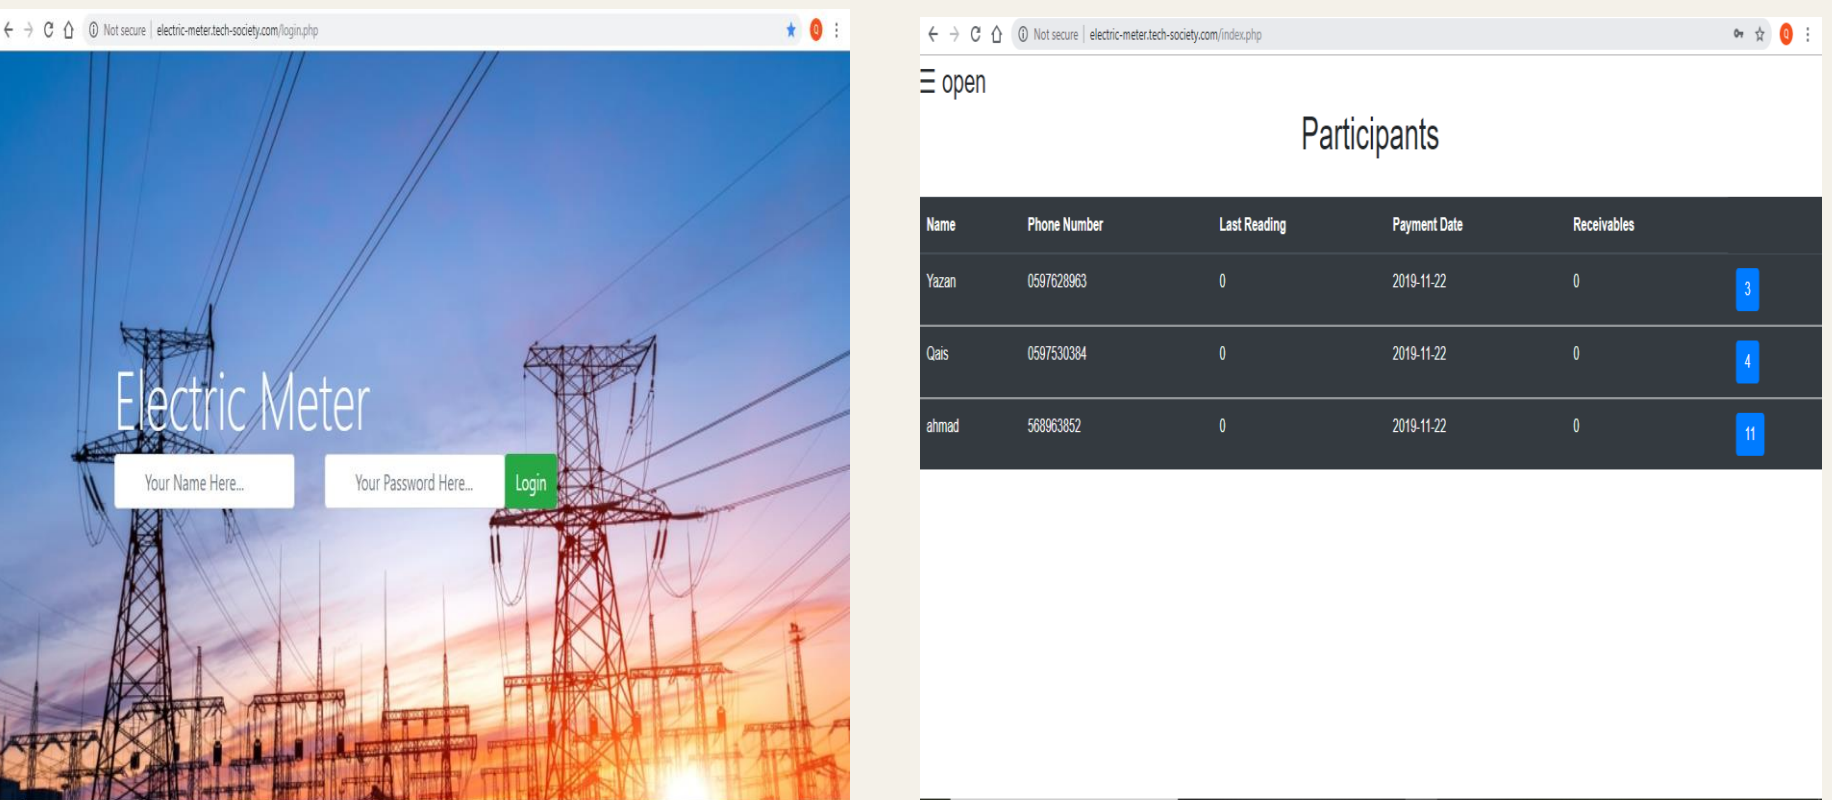 Not secure | electric-meter.tech-society.com/login.php
Electric Meter
Your Name Here... Your Password Here... Login
Not secure | electric-meter.tech-society.com/index.php
☰ open
Participants
Name Phone Number Last Reading Payment Date Receivables
Yazan 0597628963 0 2019-11-22 0 3
Qais 0597530384 0 2019-11-22 0 4
ahmad 568963852 0 2019-11-22 0 11